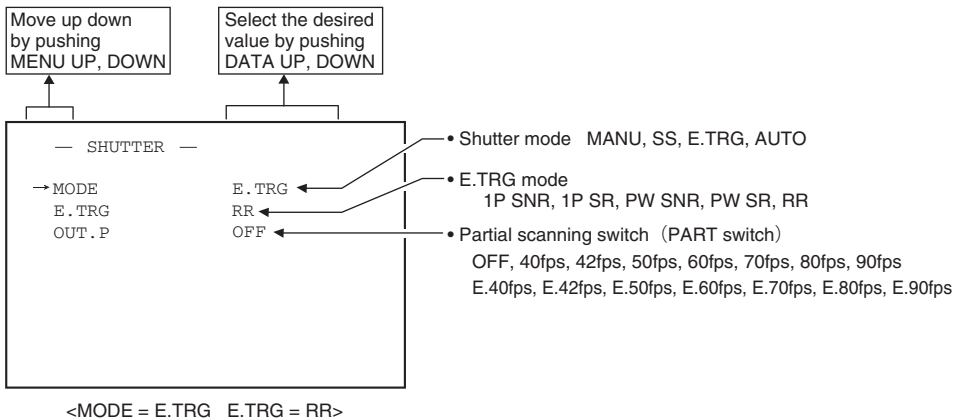 Move up down
by pushing
MENU UP, DOWN
Select the desired
value by pushing
DATA UP, DOWN
— SHUTTER —
→MODE E.TRG
E.TRG RR
OUT.P OFF
• Shutter mode MANU, SS, E.TRG, AUTO
• E.TRG mode
1P SNR, 1P SR, PW SNR, PW SR, RR
• Partial scanning switch（PART switch）
OFF, 40fps, 42fps, 50fps, 60fps, 70fps, 80fps, 90fps
E.40fps, E.42fps, E.50fps, E.60fps, E.70fps, E.80fps, E.90fps
<MODE = E.TRG E.TRG = RR>